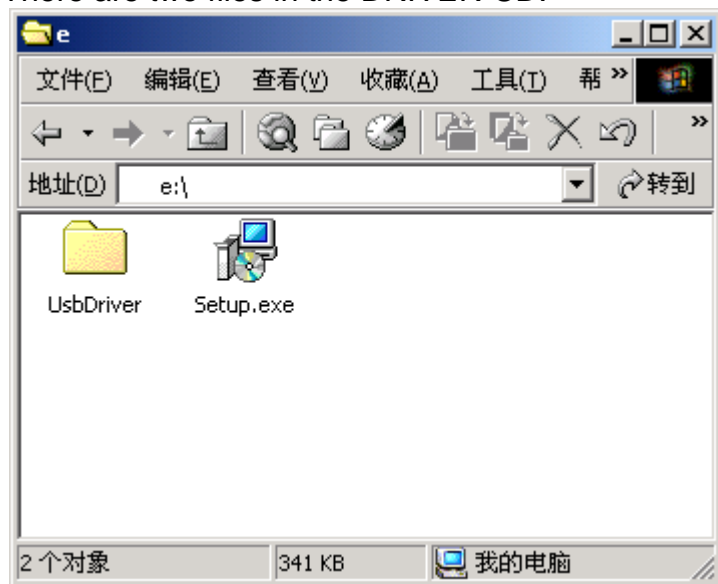 There are two files in the DRIVER CD:
e
文件(F) 编辑(E) 查看(V) 收藏(A) 工具(T) 帮 »
»
地址(D) e:\ 转到
UsbDriver Setup.exe
2 个对象 341 KB 我的电脑